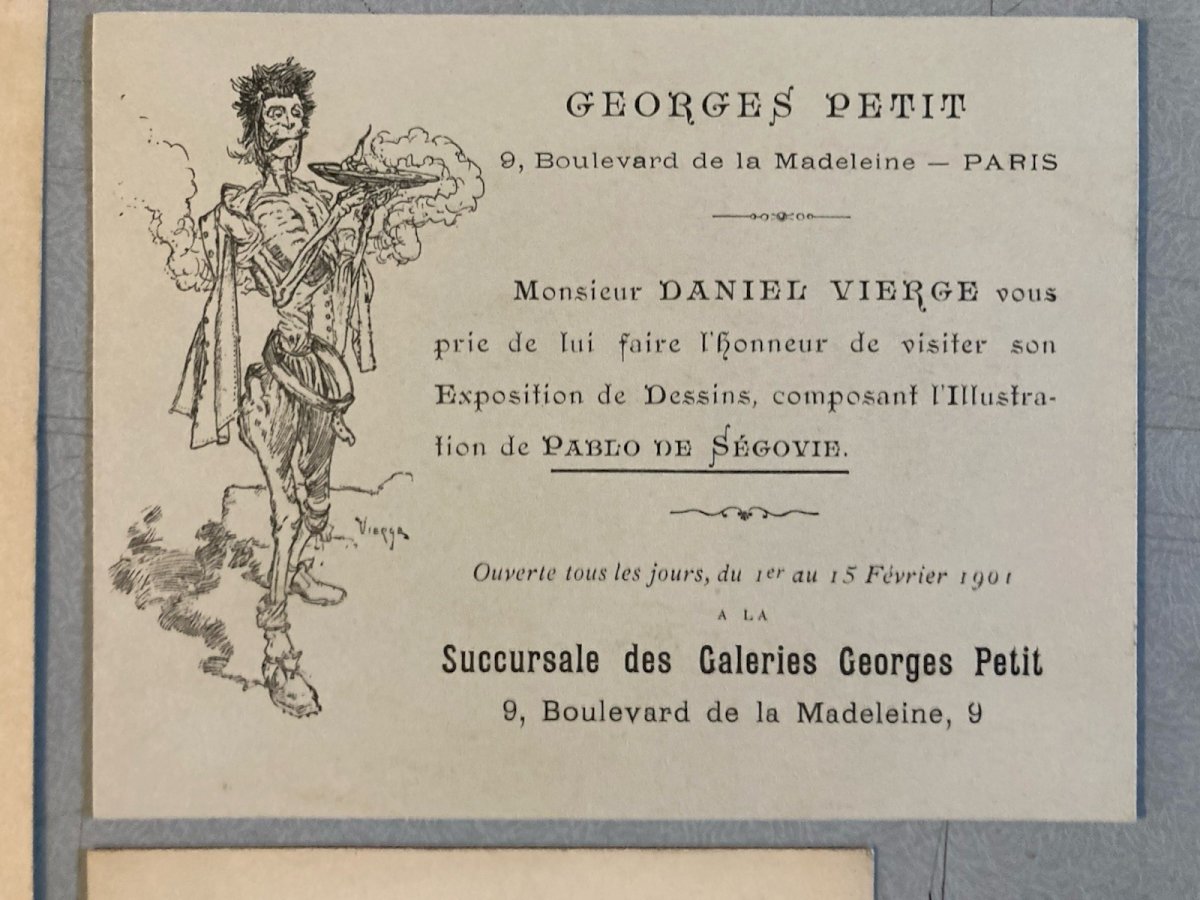 GEORGES PETIT
9, Boulevard de la Madeleine — PARIS
Monsieur DANIEL VIERGE vous
prie de lui faire l'honneur de visiter son
Exposition de Dessins, composant l'Illustra-
tion de PABLO DE SÉGOVIE.
Vierge
Ouverte tous les jours, du 1er au 15 Février 1901
A LA
Succursale des Galeries Georges Petit
9, Boulevard de la Madeleine, 9